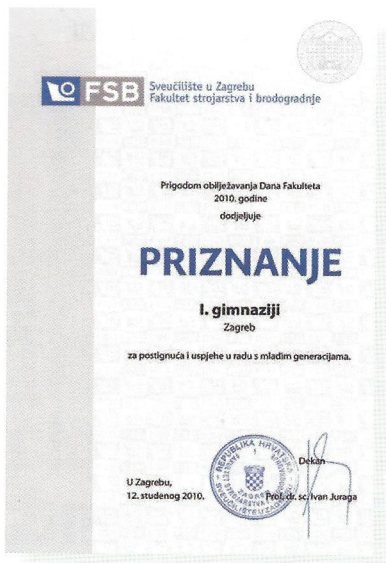 FSB
Sveučilište u Zagrebu
Fakultet strojarstva i brodogradnje
Prigodom obilježavanja Dana Fakulteta
2010. godine
dodjeljuje
PRIZNANJE
I. gimnaziji
Zagreb
za postignuća i uspjehe u radu s mladim generacijama.
Dekan
U Zagrebu,
12. studenog 2010.
Prof. dr. sc. Ivan Juraga
REPUBLIKA HRVATSKA
ZAGREB